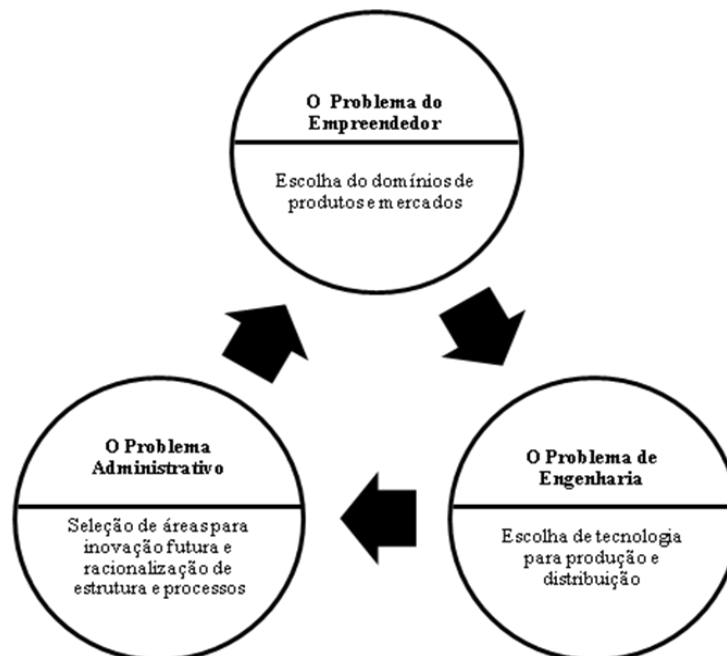 O Problema do
Empreendedor
Escolha do domínios de
produtos e mercados
O Problema
Administrativo
Seleção de áreas para
inovação futura e
racionalização de
estrutura e processos
O Problema de
Engenharia
Escolha de tecnologia
para produção e
distribuição